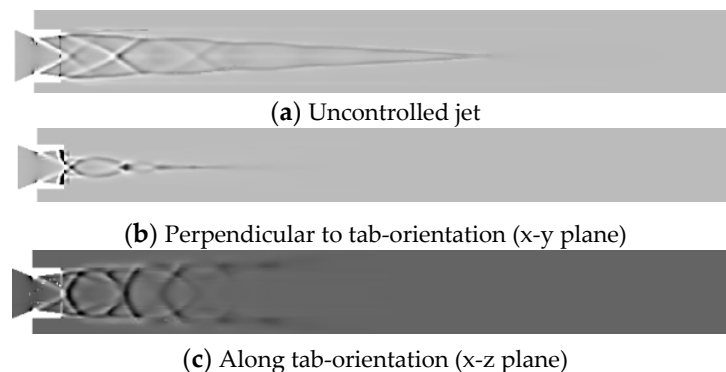 (a) Uncontrolled jet
(b) Perpendicular to tab-orientation (x-y plane)
(c) Along tab-orientation (x-z plane)